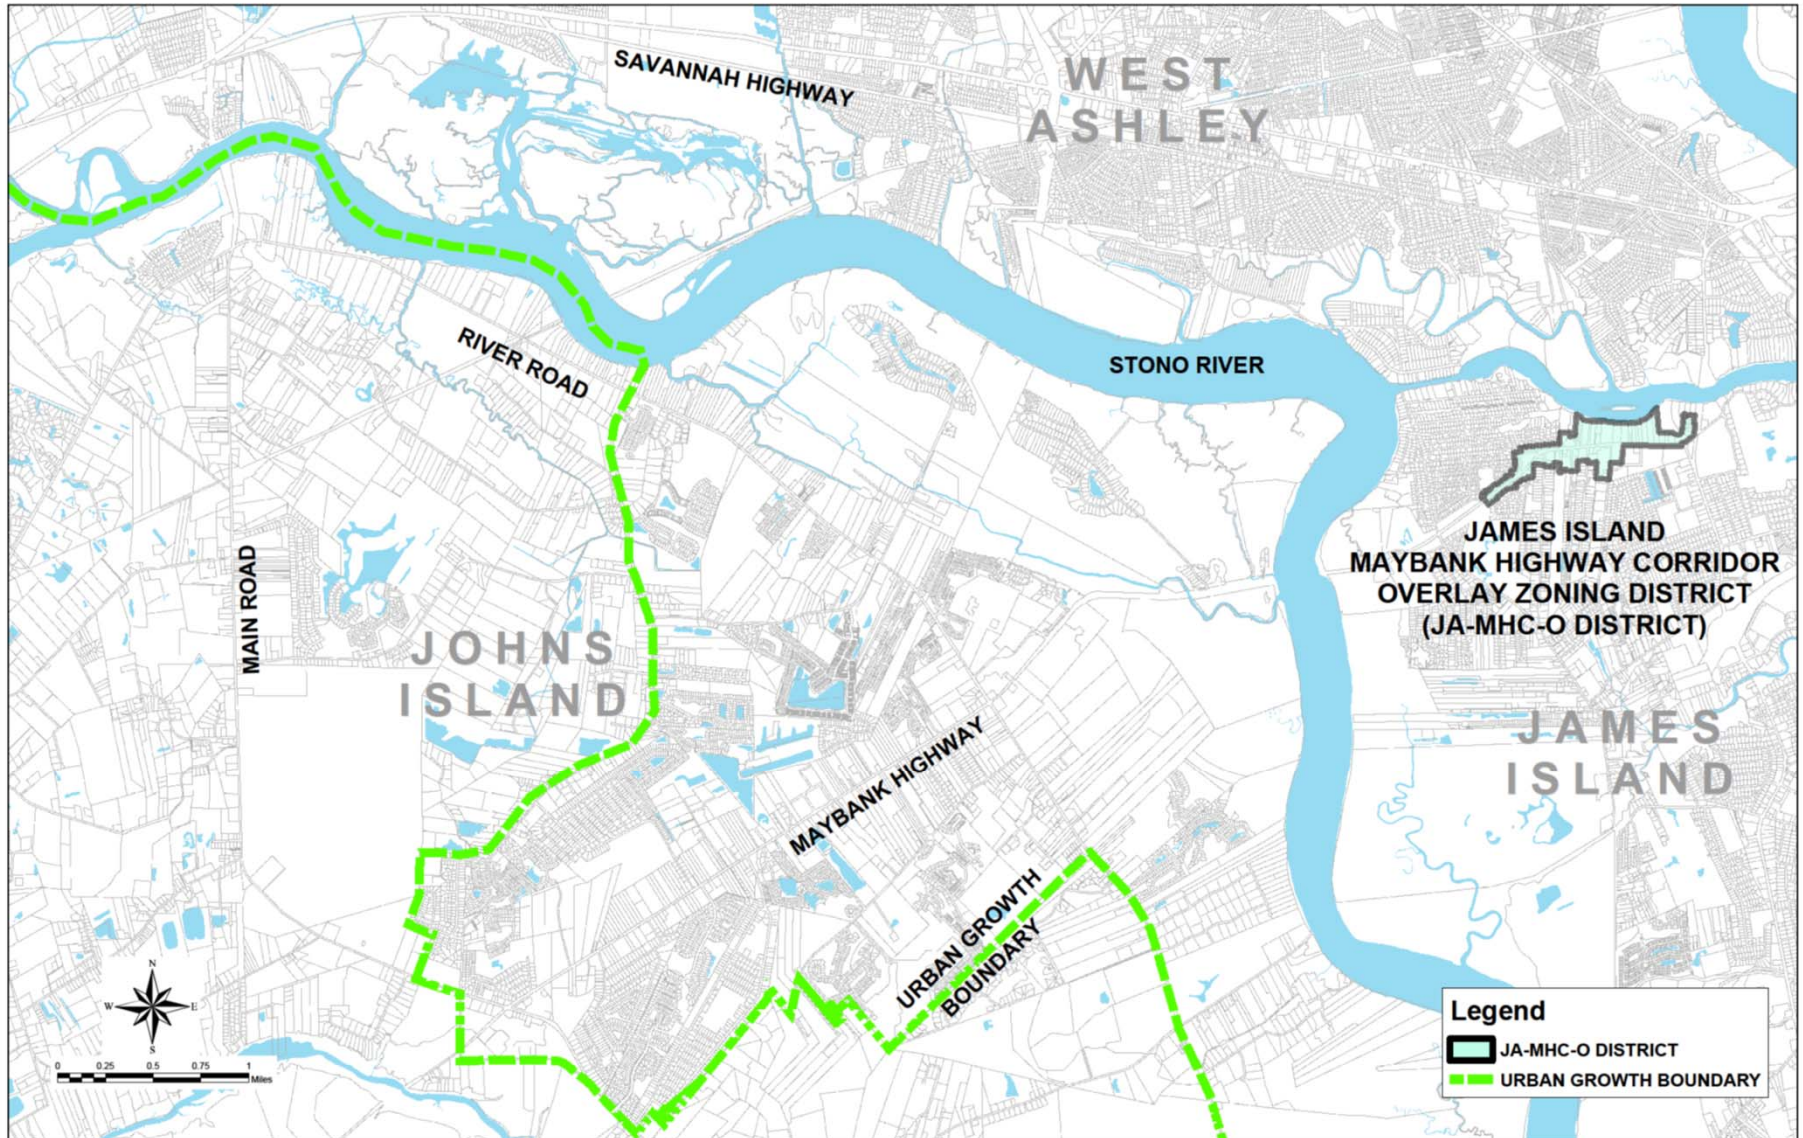 SAVANNAH HIGHWAY
WEST
ASHLEY
RIVER ROAD
STONO RIVER
JAMES ISLAND
MAYBANK HIGHWAY CORRIDOR
OVERLAY ZONING DISTRICT
(JA-MHC-O DISTRICT)
MAIN ROAD
JOHNS
ISLAND
JAMES
ISLAND
MAYBANK HIGHWAY
URBAN GROWTH
BOUNDARY
N
W
E
S
0 0.25 0.5 0.75 1
Miles
Legend
JA-MHC-O DISTRICT
URBAN GROWTH BOUNDARY